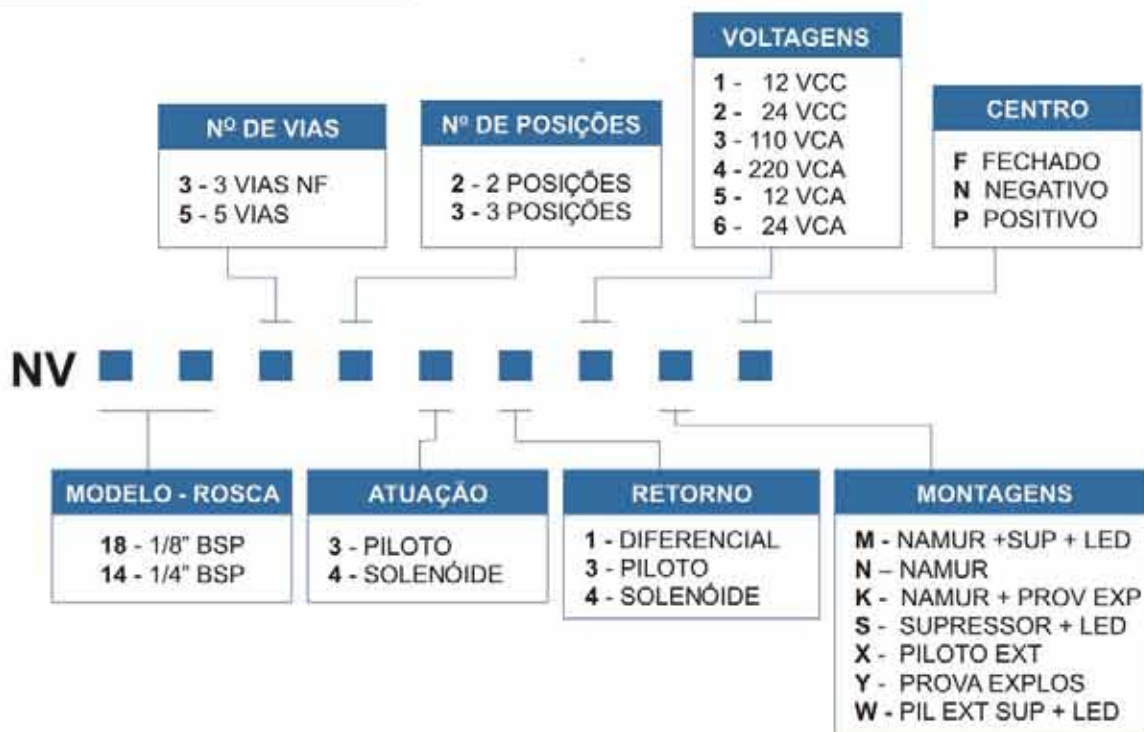 VOLTAGENS
1 - 12 VCC
2 - 24 VCC
3 - 110 VCA
4 - 220 VCA
5 - 12 VCA
6 - 24 VCA
Nº DE VIAS
3 - 3 VIAS NF
5 - 5 VIAS
Nº DE POSIÇÕES
2 - 2 POSIÇÕES
3 - 3 POSIÇÕES
CENTRO
F FECHADO
N NEGATIVO
P POSITIVO
NV
MODELO - ROSCA
18 - 1/8" BSP
14 - 1/4" BSP
ATUAÇÃO
3 - PILOTO
4 - SOLENÓIDE
RETORNO
1 - DIFERENCIAL
3 - PILOTO
4 - SOLENÓIDE
MONTAGENS
M - NAMUR +SUP + LED
N – NAMUR
K - NAMUR + PROV EXP
S - SUPRESSOR + LED
X - PILOTO EXT
Y - PROVA EXPLOS
W - PIL EXT SUP + LED